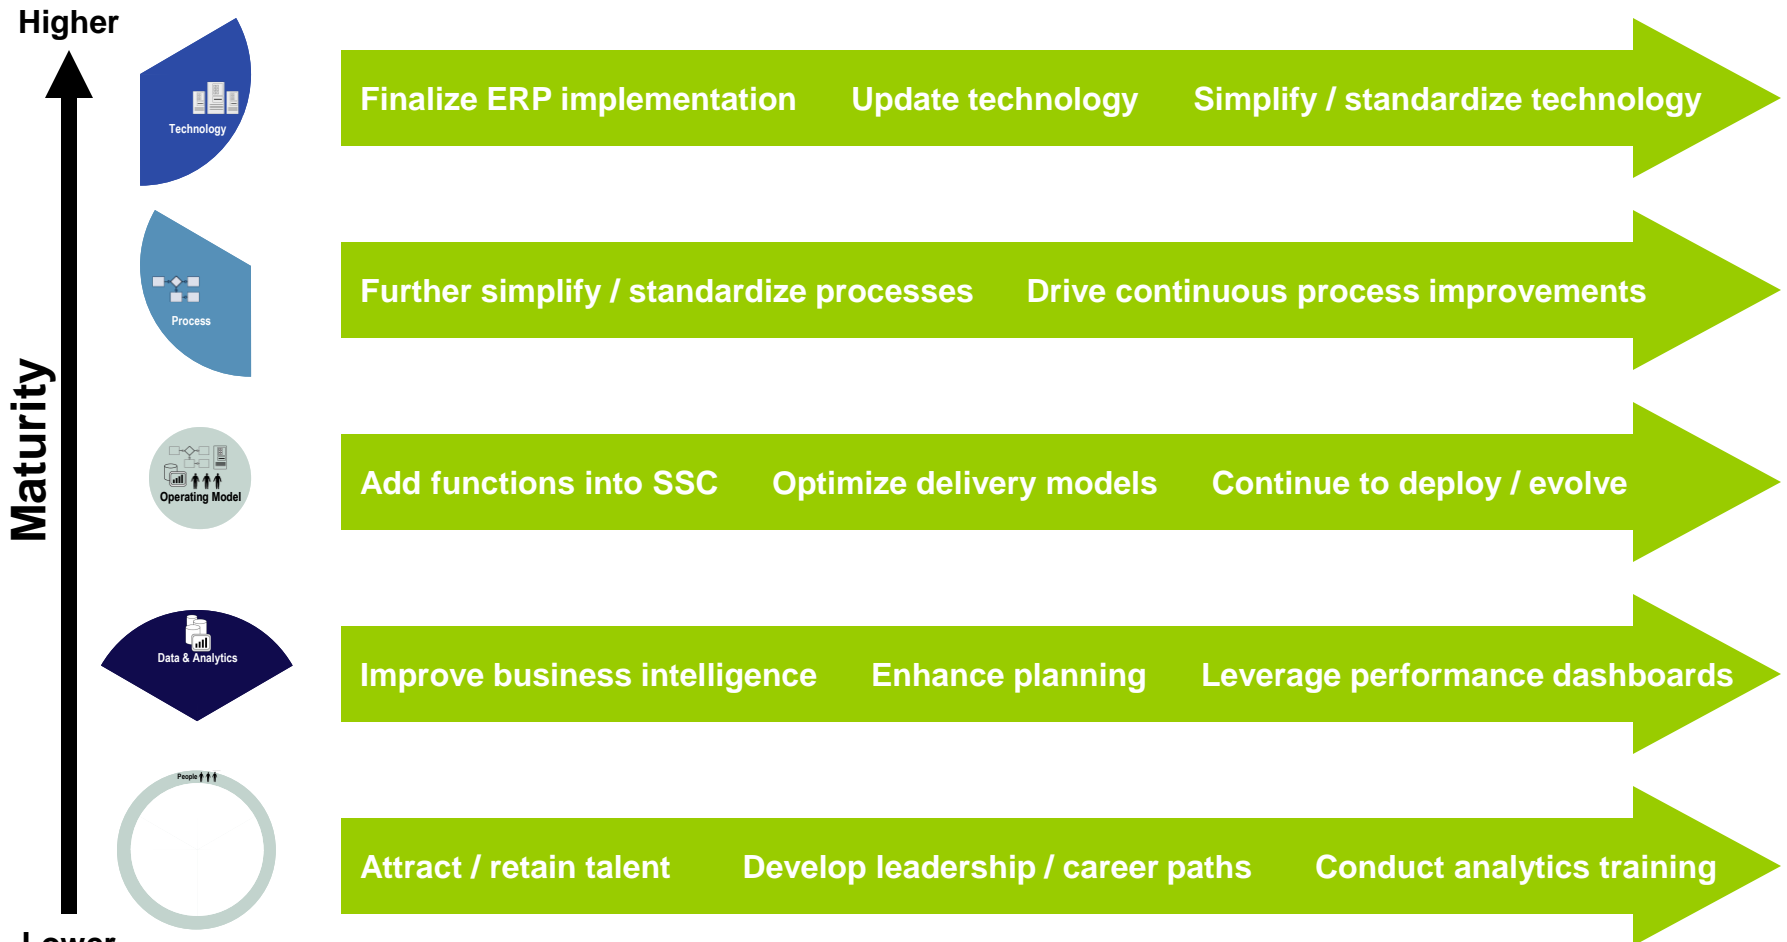 Higher
Technology
Finalize ERP implementation Update technology Simplify / standardize technology
Process
Further simplify / standardize processes Drive continuous process improvements
Maturity
Operating Model
Add functions into SSC Optimize delivery models Continue to deploy / evolve
Data & Analytics
Improve business intelligence Enhance planning Leverage performance dashboards
People
Attract / retain talent Develop leadership / career paths Conduct analytics training
Lower